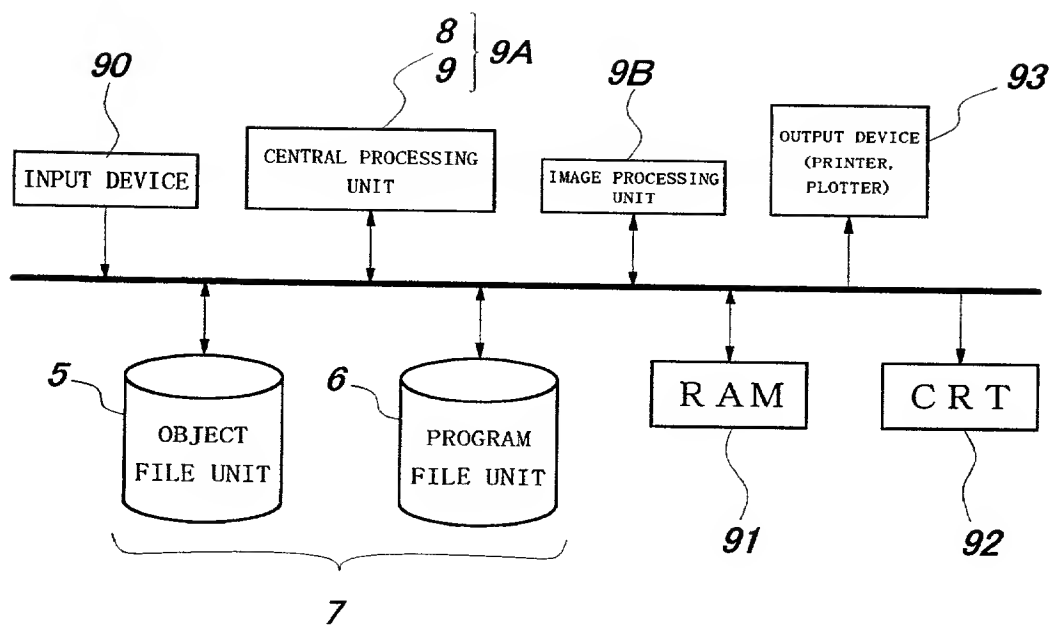 8
9
9A
90
9B
93
INPUT DEVICE
CENTRAL PROCESSING
UNIT
IMAGE PROCESSING
UNIT
OUTPUT DEVICE
(PRINTER,
PLOTTER)
5
OBJECT
FILE UNIT
6
PROGRAM
FILE UNIT
RAM
CRT
91
92
7